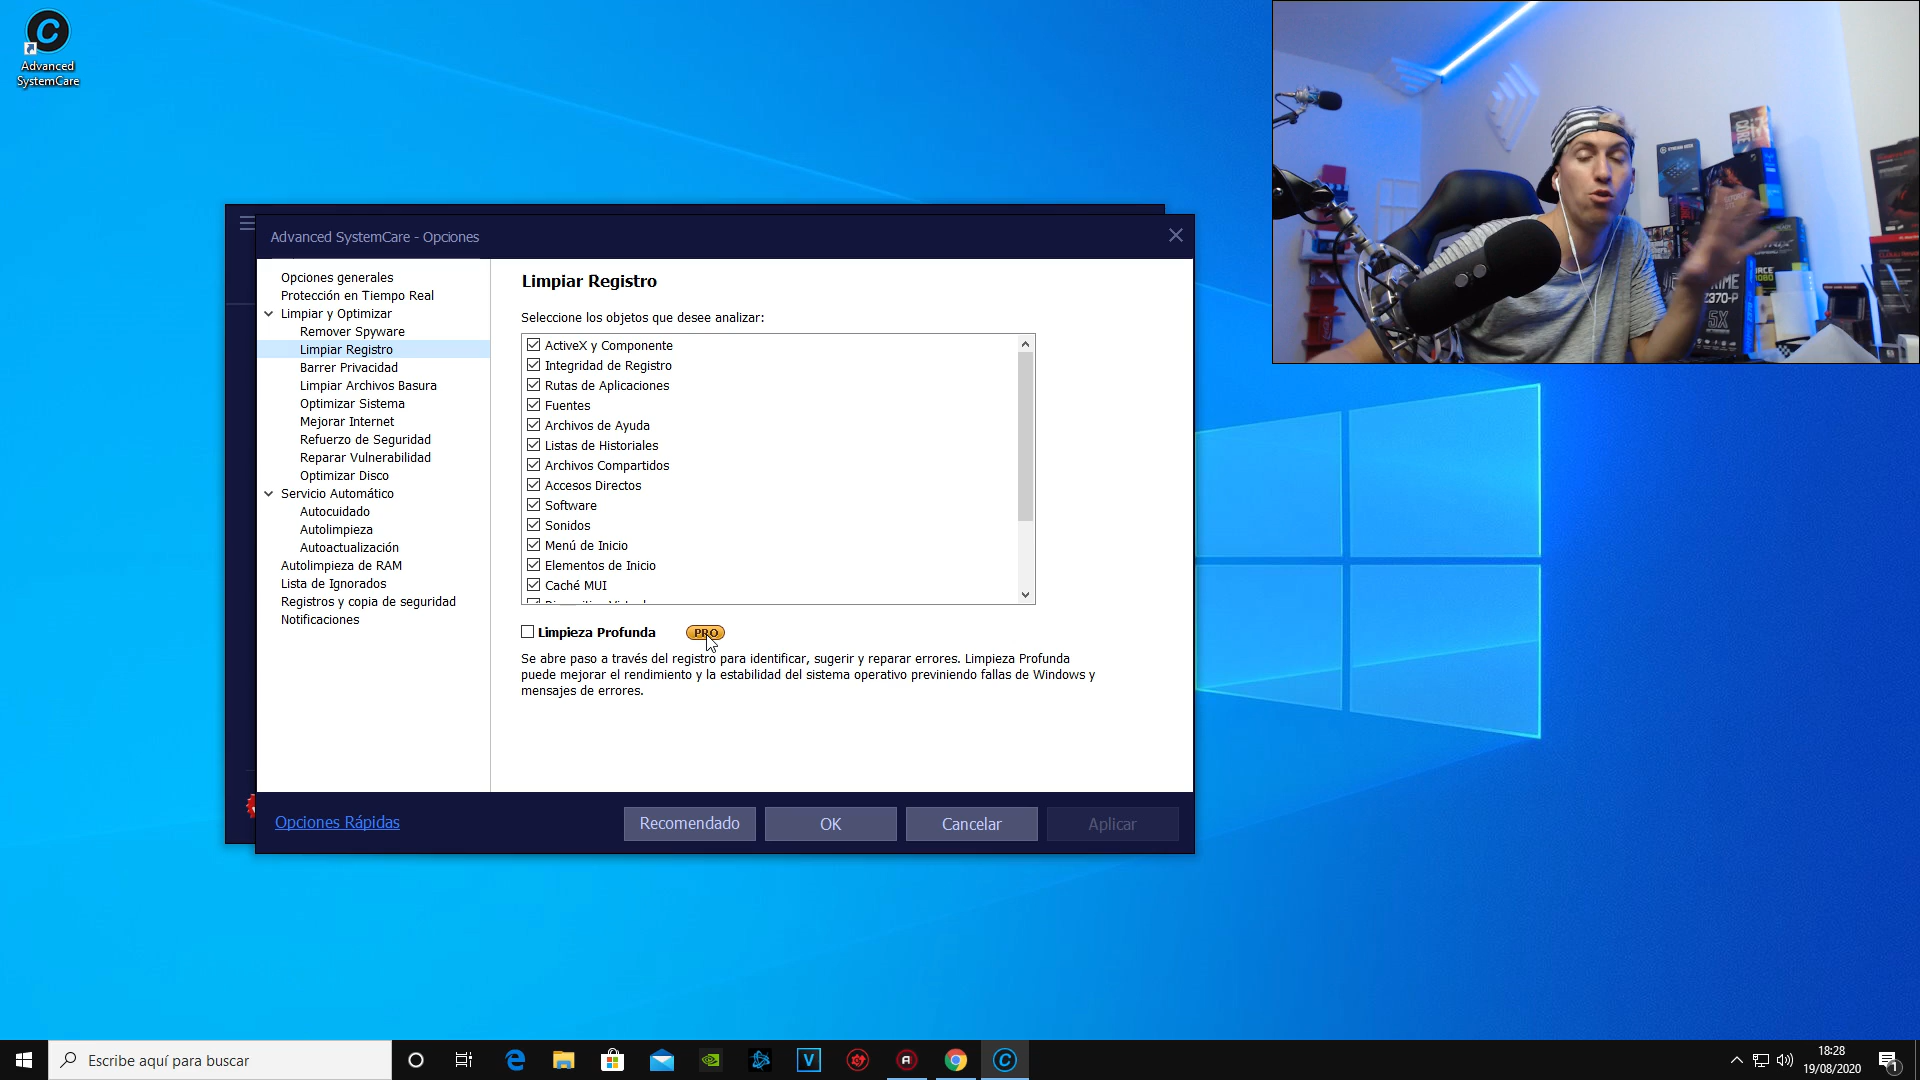 Advanced
SystemCare
Advanced SystemCare - Opciones
Opciones generales
Protección en Tiempo Real
Limpiar y Optimizar
Remover Spyware
Limpiar Registro
Barrer Privacidad
Limpiar Archivos Basura
Optimizar Sistema
Mejorar Internet
Refuerzo de Seguridad
Reparar Vulnerabilidad
Optimizar Disco
Servicio Automático
Autocuidado
Autolimpieza
Autoactualización
Autolimpieza de RAM
Lista de Ignorados
Registros y copia de seguridad
Notificaciones
Limpiar Registro
Seleccione los objetos que desee analizar:
ActiveX y Componente
Integridad de Registro
Rutas de Aplicaciones
Fuentes
Archivos de Ayuda
Listas de Historiales
Archivos Compartidos
Accesos Directos
Software
Sonidos
Menú de Inicio
Elementos de Inicio
Caché MUI
Limpieza Profunda
PRO
Se abre paso a través del registro para identificar, sugerir y reparar errores. Limpieza Profunda
puede mejorar el rendimiento y la estabilidad del sistema operativo previniendo fallas de Windows y
mensajes de errores.
Opciones Rápidas
Recomendado
OK
Cancelar
Aplicar
Z370-P
5X
Escribe aquí para buscar
18:28
19/08/2020
1